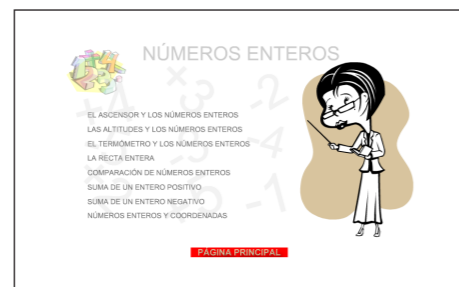 NÚMEROS ENTEROS
EL ASCENSOR Y LOS NÚMEROS ENTEROS
LAS ALTITUDES Y LOS NÚMEROS ENTEROS
EL TERMÓMETRO Y LOS NÚMEROS ENTEROS
LA RECTA ENTERA
COMPARACIÓN DE NÚMEROS ENTEROS
SUMA DE UN ENTERO POSITIVO
SUMA DE UN ENTERO NEGATIVO
NÚMEROS ENTEROS Y COORDENADAS
PÁGINA PRINCIPAL